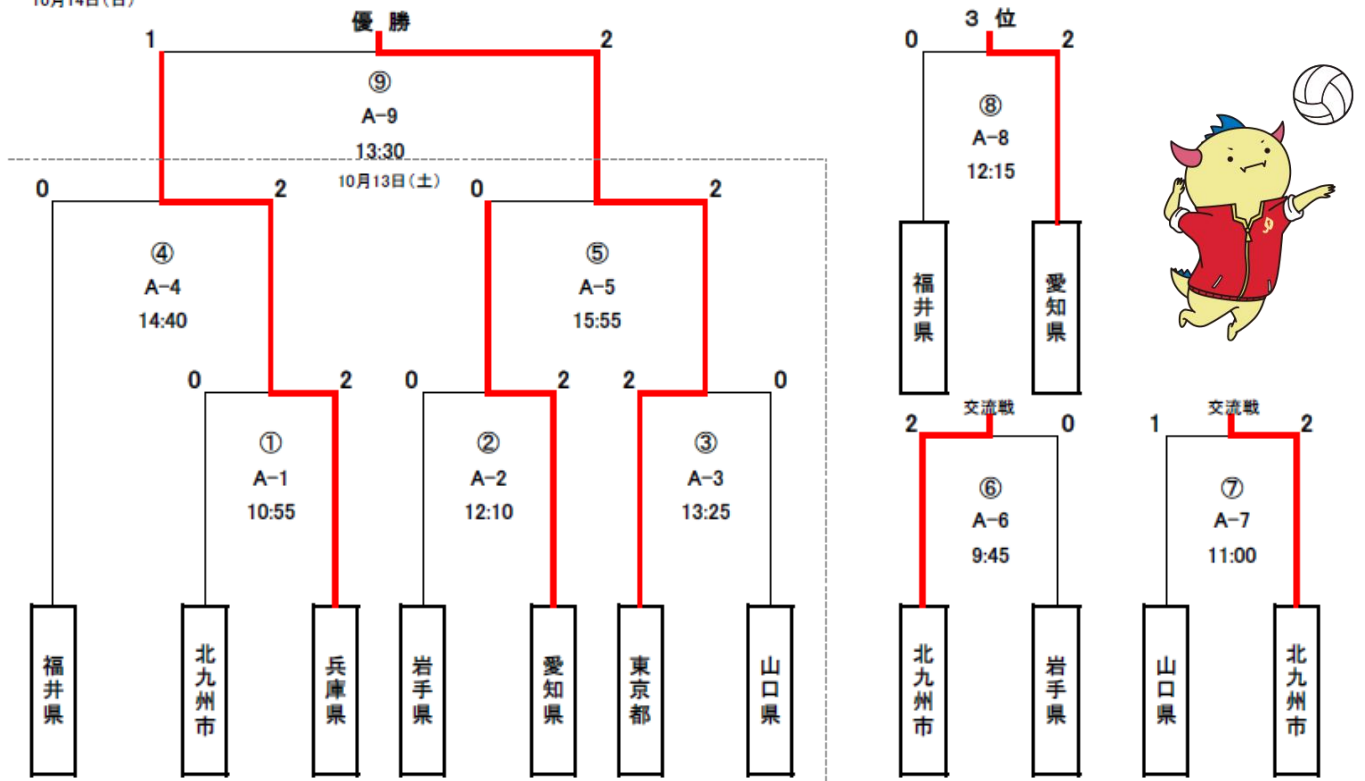 10月14日(日)
優 勝
3 位
1
2
0
2
⑨
A-9
13:30
⑧
A-8
12:15
10月13日(土)
0
2
0
2
④
A-4
14:40
⑤
A-5
15:55
福井県
愛知県
0
2
0
2
2
0
交流戦
交流戦
2
0
1
2
①
A-1
10:55
②
A-2
12:10
③
A-3
13:25
⑥
A-6
9:45
⑦
A-7
11:00
福井県
北九州市
兵庫県
岩手県
愛知県
東京都
山口県
北九州市
岩手県
山口県
北九州市